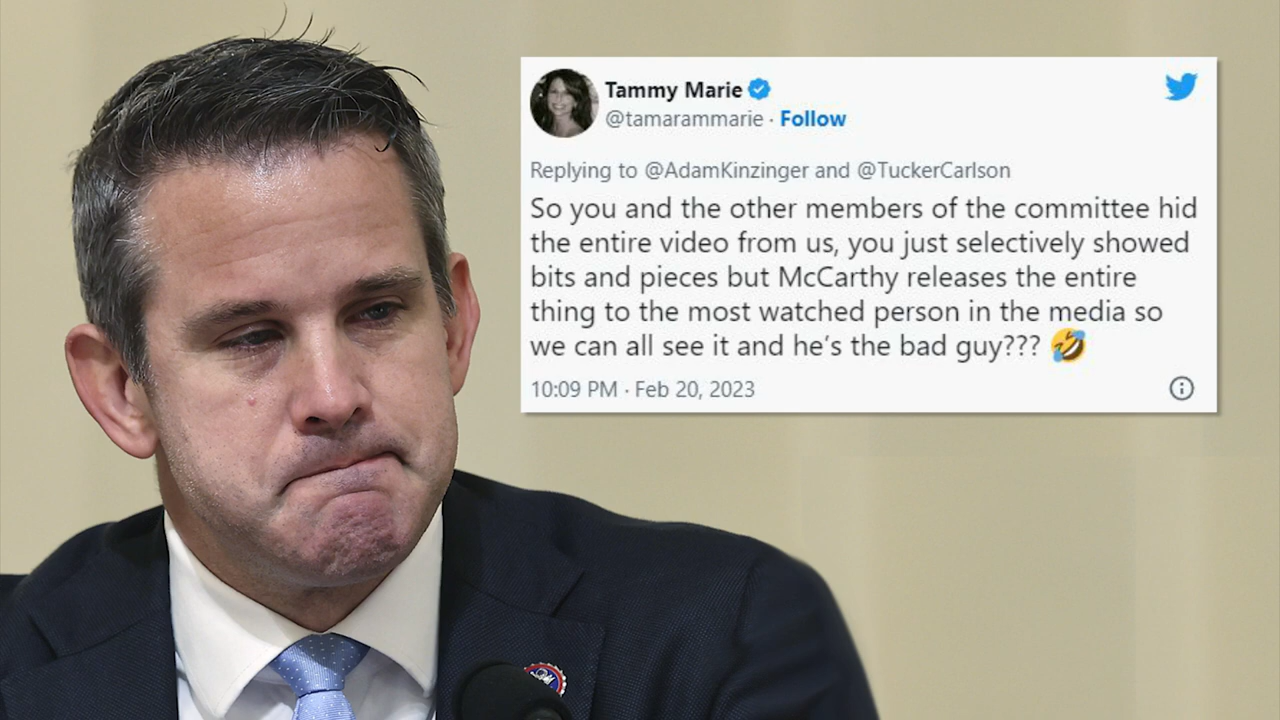 Tammy Marie
@tamarammarie · Follow
Replying to @AdamKinzinger and @TuckerCarlson
So you and the other members of the committee hid
the entire video from us, you just selectively showed
bits and pieces but McCarthy releases the entire
thing to the most watched person in the media so
we can all see it and he's the bad guy??? 🤣
10:09 PM · Feb 20, 2023